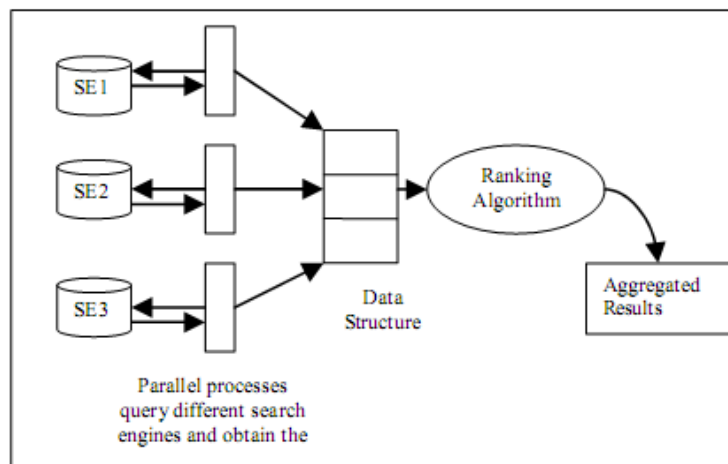 SE1
SE2
SE3
Parallel processes
query different search
engines and obtain the
Data
Structure
Ranking
Algorithm
Aggregated
Results